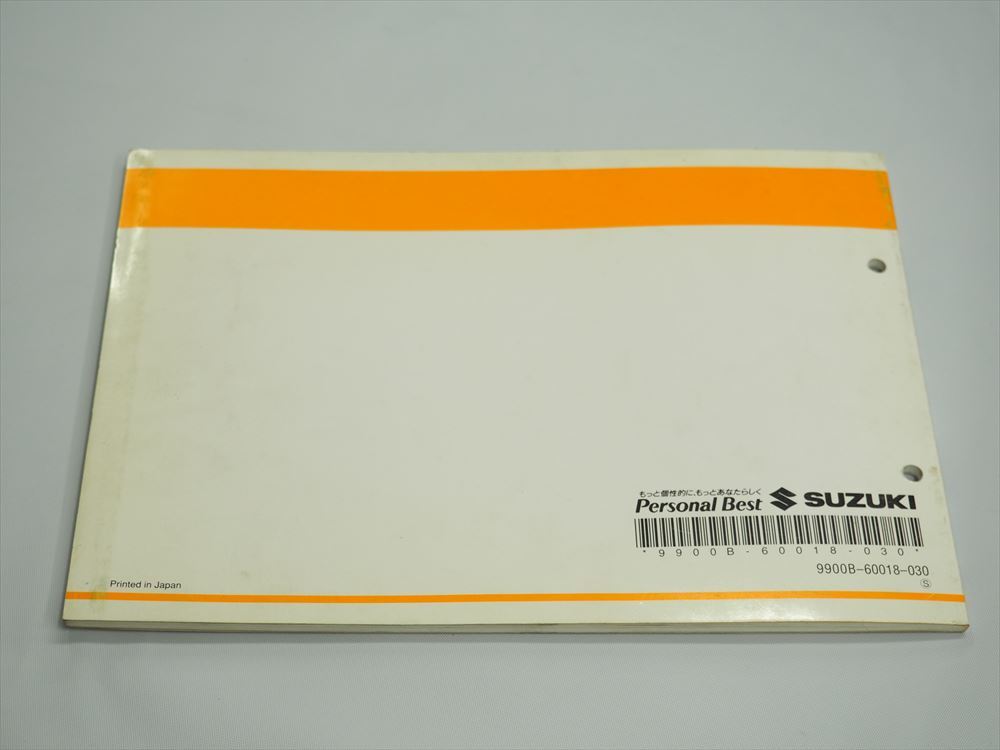 もっと個性的に、もっとあなたらしく
Personal Best SUZUKI
*9900B-60018-030*
9900B-60018-030
Ⓢ
Printed in Japan